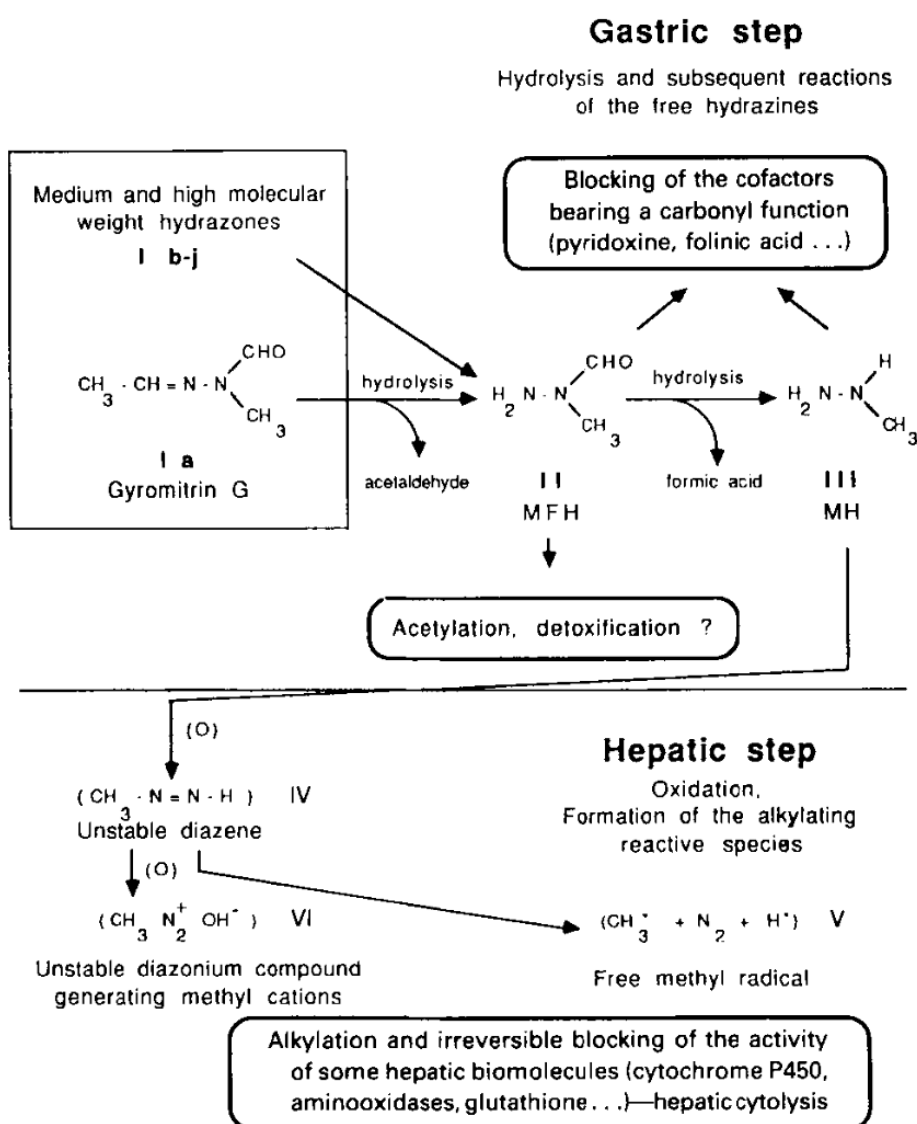 Gastric step
Hydrolysis and subsequent reactions
of the free hydrazines
Medium and high molecular
weight hydrazones
I b-j
Blocking of the cofactors
bearing a carbonyl function
(pyridoxine, folinic acid ...)
CH3 · CH = N · N
CHO
CH3
I a
Gyromitrin G
hydrolysis
acetaldehyde
H2 N · N
CHO
CH3
II
MFH
hydrolysis
formic acid
H2 N · N
H
CH3
III
MH
Acetylation, detoxification ?
(O)
Hepatic step
Oxidation,
Formation of the alkylating
reactive species
(CH3 · N = N · H) IV
Unstable diazene
(O)
(CH3 N2+ OH-) VI
Unstable diazonium compound
generating methyl cations
(CH3· + N2 + H·) V
Free methyl radical
Alkylation and irreversible blocking of the activity
of some hepatic biomolecules (cytochrome P450,
aminooxidases, glutathione ...)—hepatic cytolysis